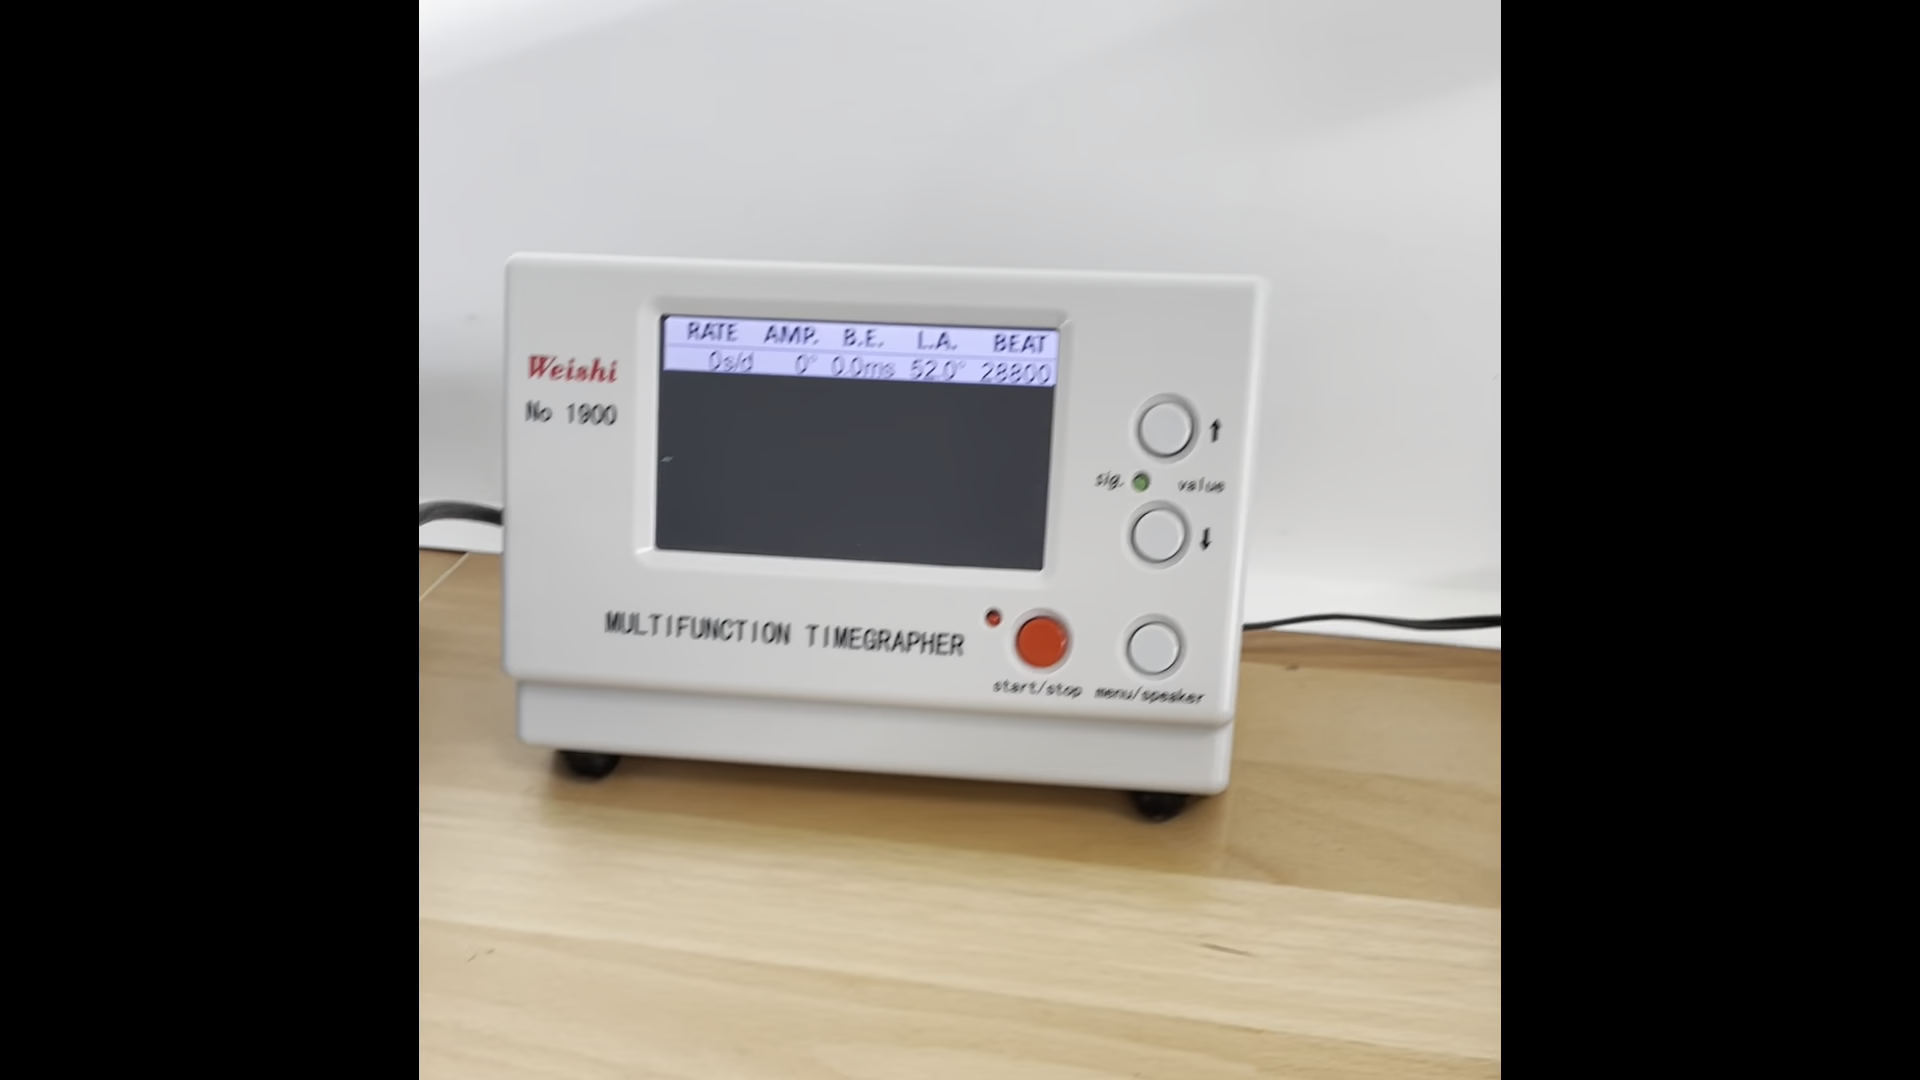 RATE AMP. B.E. L.A. BEAT
0s/d 0° 0.0ms 52.0° 28800
Weishi
No 1900
↑
sig. value
↓
MULTIFUNCTION TIMEGRAPHER
start/stop menu/speaker